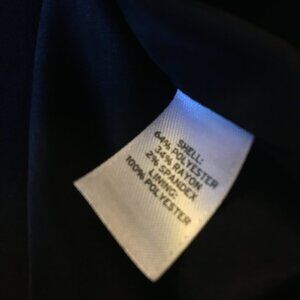 SHELL:
64% POLYESTER
34% RAYON
2% SPANDEX
LINING:
100% POLYESTER